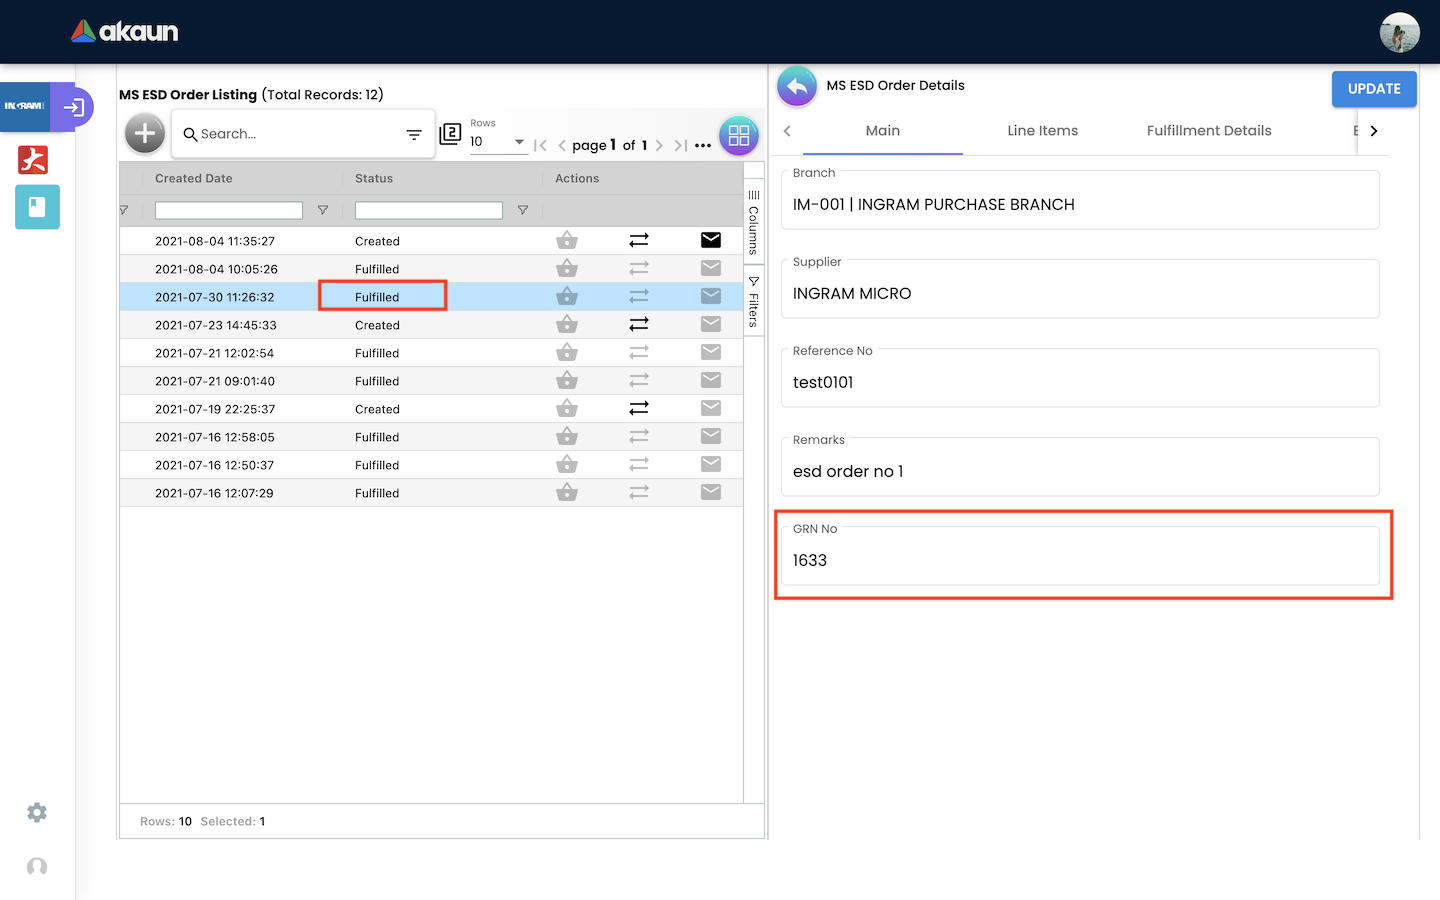 akaun
INGRAM
MS ESD Order Listing (Total Records: 12)
Search...
2
Rows
10
page 1 of 1
Created Date Status Actions
2021-08-04 11:35:27 Created
2021-08-04 10:05:26 Fulfilled
2021-07-30 11:26:32 Fulfilled
2021-07-23 14:45:33 Created
2021-07-21 12:02:54 Fulfilled
2021-07-21 09:01:40 Fulfilled
2021-07-19 22:25:37 Created
2021-07-16 12:58:05 Fulfilled
2021-07-16 12:50:37 Fulfilled
2021-07-16 12:07:29 Fulfilled
Columns
Filters
Rows: 10 Selected: 1
MS ESD Order Details
UPDATE
Main Line Items Fulfillment Details
Branch
IM-001 | INGRAM PURCHASE BRANCH
Supplier
INGRAM MICRO
Reference No
test0101
Remarks
esd order no 1
GRN No
1633